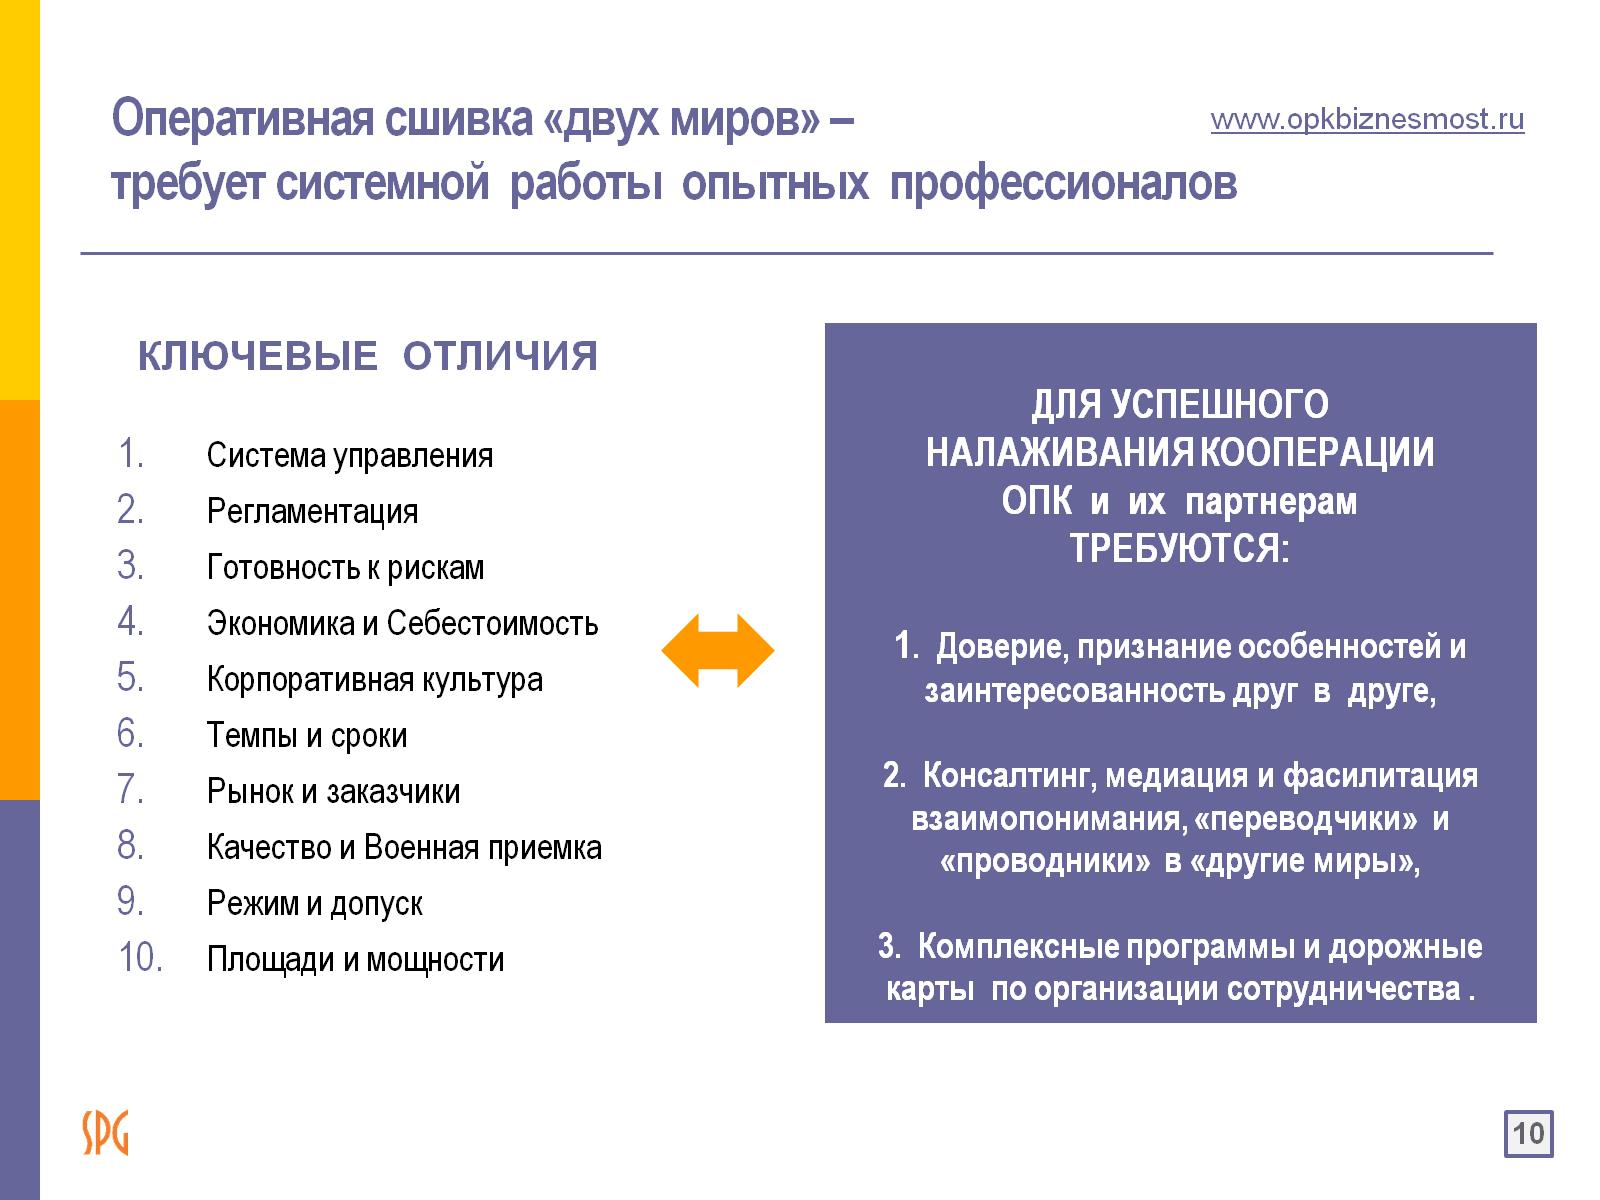 Оперативная сшивка «двух миров» –
www.opkbiznesmost.ru
требует системной работы опытных профессионалов
КЛЮЧЕВЫЕ ОТЛИЧИЯ
1. Система управления
2. Регламентация
3. Готовность к рискам
4. Экономика и Себестоимость
5. Корпоративная культура
6. Темпы и сроки
7. Рынок и заказчики
8. Качество и Военная приемка
9. Режим и допуск
10. Площади и мощности
ДЛЯ УСПЕШНОГО
НАЛАЖИВАНИЯ КООПЕРАЦИИ
ОПК и их партнерам
ТРЕБУЮТСЯ:
1. Доверие, признание особенностей и
заинтересованность друг в друге,
2. Консалтинг, медиация и фасилитация
взаимопонимания, «переводчики» и
«проводники» в «другие миры»,
3. Комплексные программы и дорожные
карты по организации сотрудничества .
SPG
10